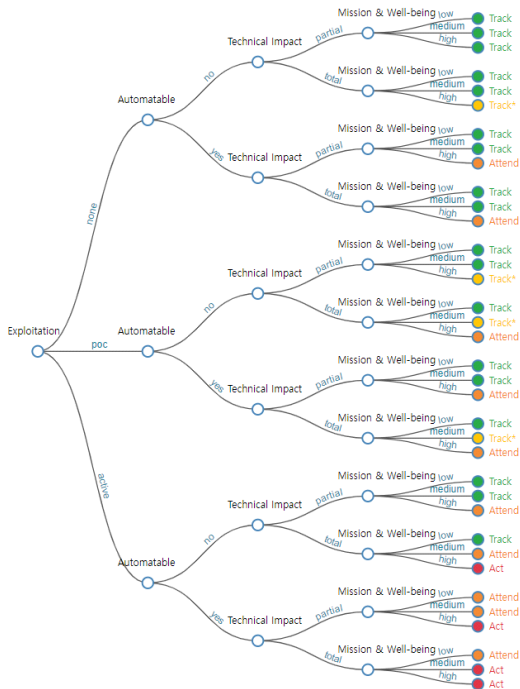 Mission & Well-being low Track
medium Track
high Track
Technical Impact partial
no
total
Mission & Well-being low Track
medium Track
high Track*
Automatable
Mission & Well-being low Track
medium Track
high Attend
yes
Technical Impact partial
total
Mission & Well-being low Track
medium Track
high Attend
none
Mission & Well-being low Track
medium Track
high Track*
Technical Impact partial
no
total
Mission & Well-being low Track
medium Track*
high Attend
Exploitation
poc
Automatable
Mission & Well-being low Track
medium Track
high Attend
yes
Technical Impact partial
total
Mission & Well-being low Track
medium Track*
high Attend
active
Mission & Well-being low Track
medium Track
high Attend
Technical Impact partial
no
total
Mission & Well-being low Track
medium Attend
high Act
Automatable
Mission & Well-being low Attend
medium Attend
high Act
yes
Technical Impact partial
total
Mission & Well-being low Attend
medium Act
high Act